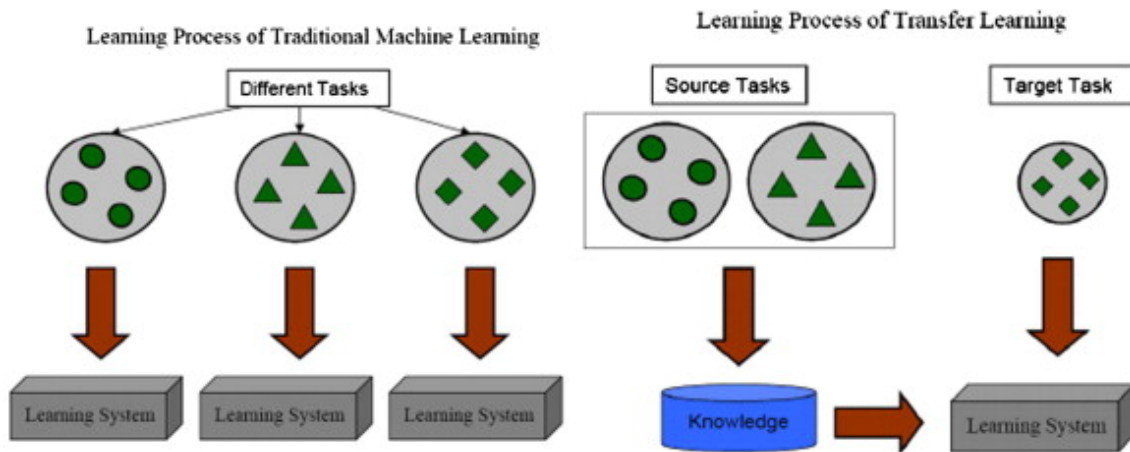 Learning Process of Traditional Machine Learning
Different Tasks
Learning System
Learning System
Learning System
Learning Process of Transfer Learning
Source Tasks
Target Task
Knowledge
Learning System